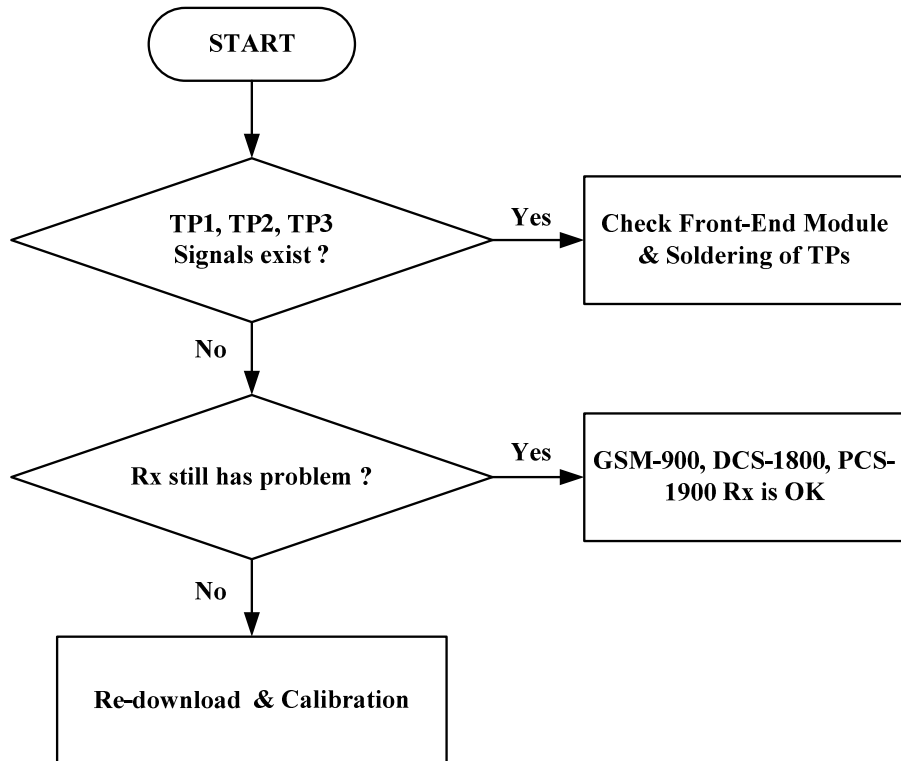 START
TP1, TP2, TP3
Signals exist ?
Yes
Check Front-End Module
& Soldering of TPs
No
Rx still has problem ?
Yes
GSM-900, DCS-1800, PCS-
1900 Rx is OK
No
Re-download & Calibration